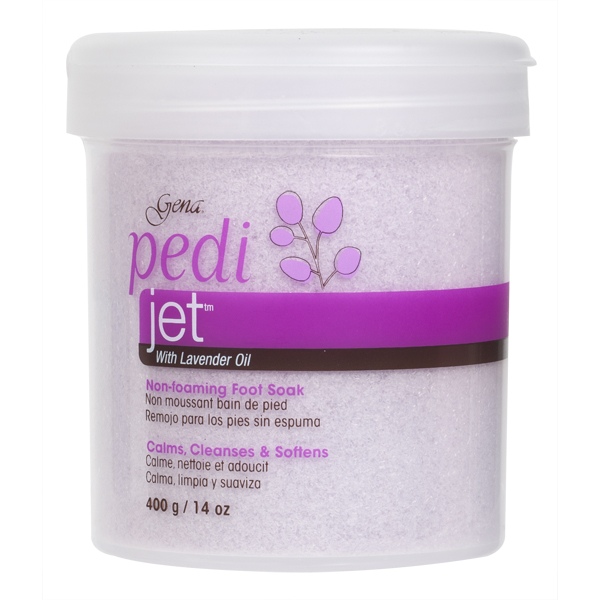 Gena
pedi
jet™
With Lavender Oil
Non-foaming Foot Soak
Non moussant bain de pied
Remojo para los pies sin espuma
Calms, Cleanses & Softens
Calme, nettoie et adoucit
Calma, limpia y suaviza
400 g / 14 oz